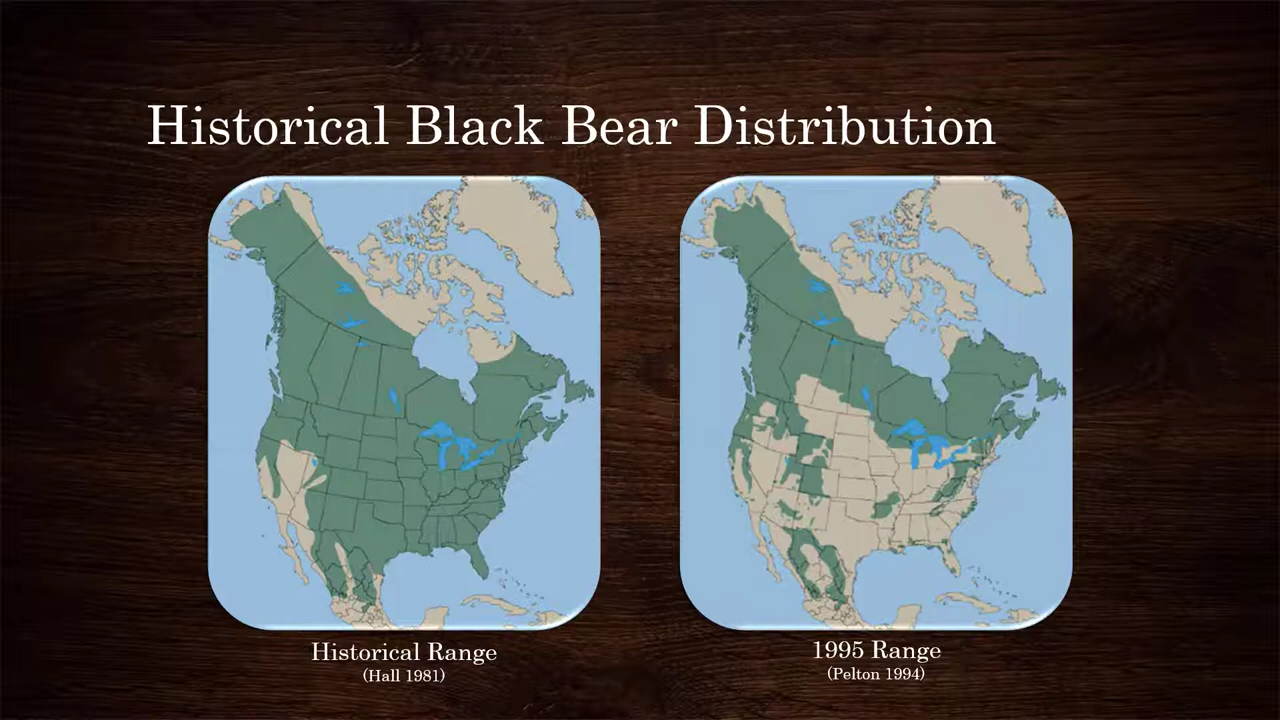 Historical Black Bear Distribution
Historical Range
(Hall 1981)
1995 Range
(Pelton 1994)